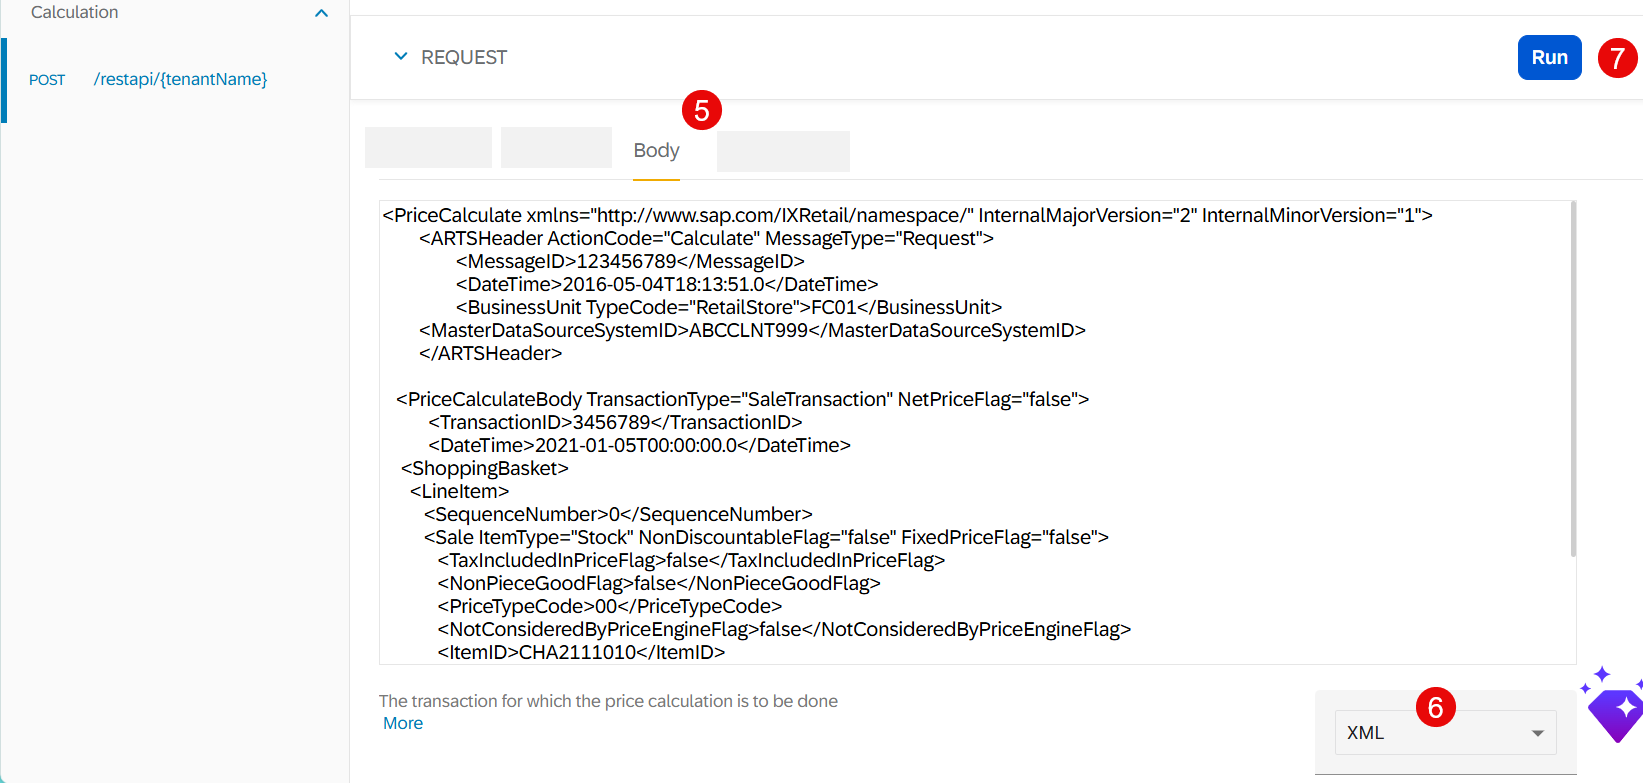 Calculation
POST /restapi/{tenantName}
REQUEST
Run
7
5
Body
<PriceCalculate xmlns="http://www.sap.com/IXRetail/namespace/" InternalMajorVersion="2" InternalMinorVersion="1">
<ARTSHeader ActionCode="Calculate" MessageType="Request">
<MessageID>123456789</MessageID>
<DateTime>2016-05-04T18:13:51.0</DateTime>
<BusinessUnit TypeCode="RetailStore">FC01</BusinessUnit>
<MasterDataSourceSystemID>ABCCLNT999</MasterDataSourceSystemID>
</ARTSHeader>
<PriceCalculateBody TransactionType="SaleTransaction" NetPriceFlag="false">
<TransactionID>3456789</TransactionID>
<DateTime>2021-01-05T00:00:00.0</DateTime>
<ShoppingBasket>
<LineItem>
<SequenceNumber>0</SequenceNumber>
<Sale ItemType="Stock" NonDiscountableFlag="false" FixedPriceFlag="false">
<TaxIncludedInPriceFlag>false</TaxIncludedInPriceFlag>
<NonPieceGoodFlag>false</NonPieceGoodFlag>
<PriceTypeCode>00</PriceTypeCode>
<NotConsideredByPriceEngineFlag>false</NotConsideredByPriceEngineFlag>
<ItemID>CHA2111010</ItemID>
The transaction for which the price calculation is to be done
More
6
XML